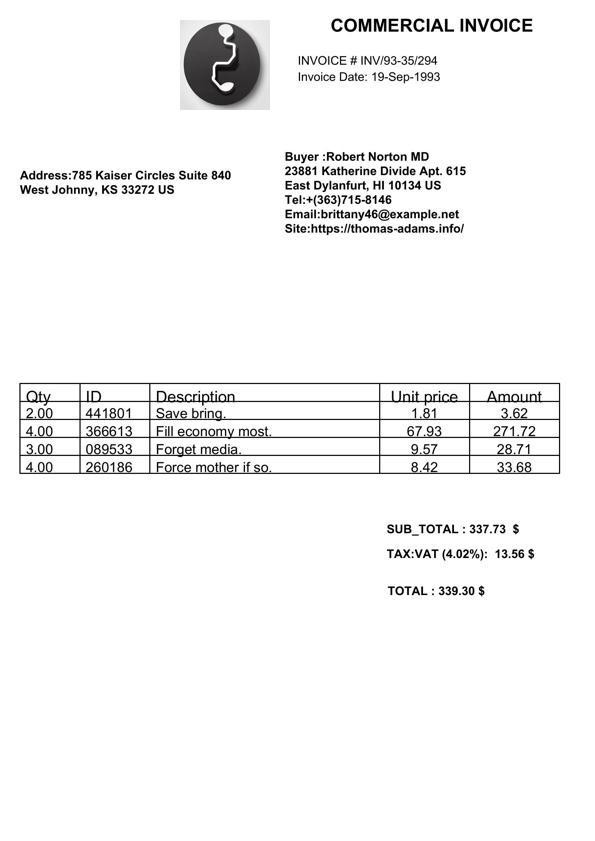 COMMERCIAL INVOICE
INVOICE # INV/93-35/294
Invoice Date: 19-Sep-1993
Address:785 Kaiser Circles Suite 840
West Johnny, KS 33272 US
Buyer :Robert Norton MD
23881 Katherine Divide Apt. 615
East Dylanfurt, HI 10134 US
Tel:+(363)715-8146
Email:brittany46@example.net
Site:https://thomas-adams.info/
Qty ID Description Unit price Amount
2.00 441801 Save bring. 1.81 3.62
4.00 366613 Fill economy most. 67.93 271.72
3.00 089533 Forget media. 9.57 28.71
4.00 260186 Force mother if so. 8.42 33.68
SUB_TOTAL : 337.73 $
TAX:VAT (4.02%): 13.56 $
TOTAL : 339.30 $